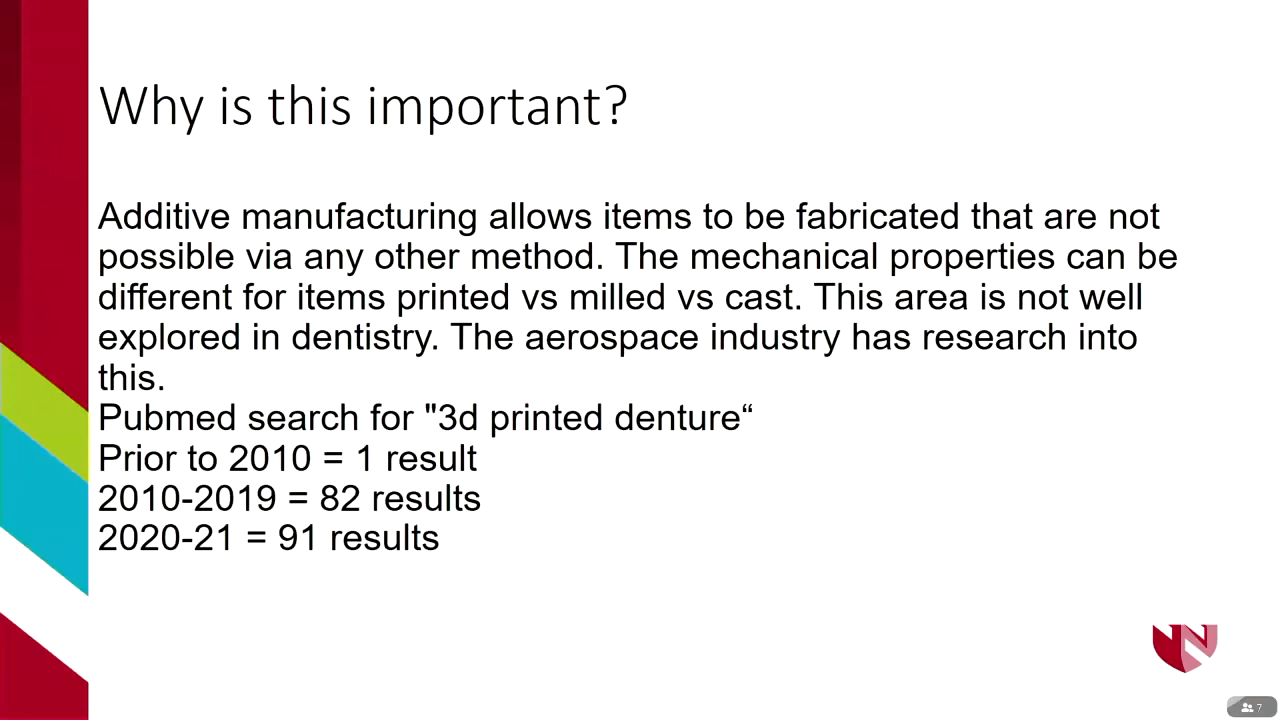 Why is this important?
Additive manufacturing allows items to be fabricated that are not
possible via any other method. The mechanical properties can be
different for items printed vs milled vs cast. This area is not well
explored in dentistry. The aerospace industry has research into
this.
Pubmed search for "3d printed denture“
Prior to 2010 = 1 result
2010-2019 = 82 results
2020-21 = 91 results
N
7